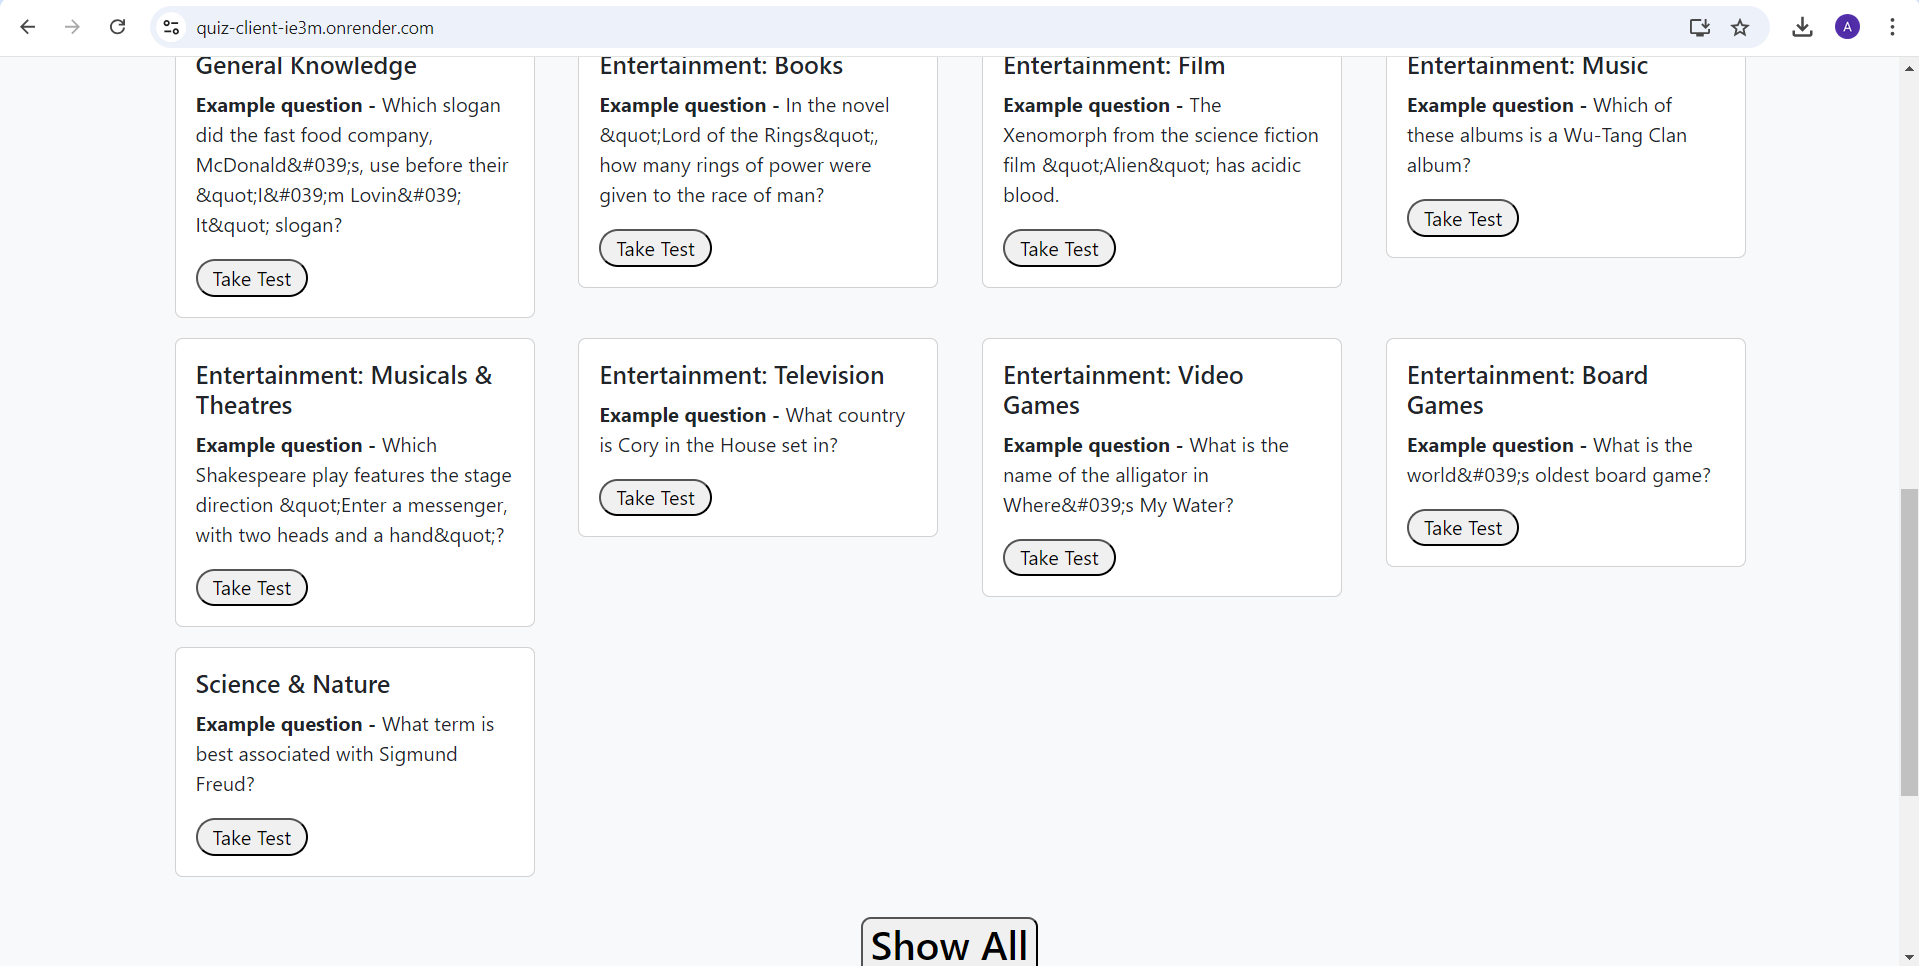 quiz-client-ie3m.onrender.com
A
General Knowledge
Example question - Which slogan
did the fast food company,
McDonald&#039;s, use before their
&quot;I&#039;m Lovin&#039;
It&quot; slogan?
Take Test
Entertainment: Books
Example question - In the novel
&quot;Lord of the Rings&quot;,
how many rings of power were
given to the race of man?
Take Test
Entertainment: Film
Example question - The
Xenomorph from the science fiction
film &quot;Alien&quot; has acidic
blood.
Take Test
Entertainment: Music
Example question - Which of
these albums is a Wu-Tang Clan
album?
Take Test
Entertainment: Musicals &
Theatres
Example question - Which
Shakespeare play features the stage
direction &quot;Enter a messenger,
with two heads and a hand&quot;?
Take Test
Entertainment: Television
Example question - What country
is Cory in the House set in?
Take Test
Entertainment: Video
Games
Example question - What is the
name of the alligator in
Where&#039;s My Water?
Take Test
Entertainment: Board
Games
Example question - What is the
world&#039;s oldest board game?
Take Test
Science & Nature
Example question - What term is
best associated with Sigmund
Freud?
Take Test
Show All